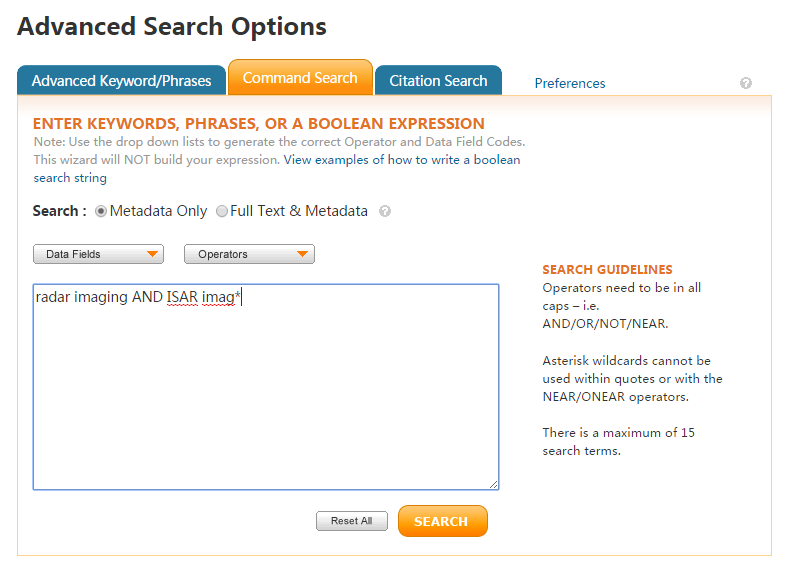 Advanced Search Options
Advanced Keyword/Phrases
Command Search
Citation Search
Preferences
?
ENTER KEYWORDS, PHRASES, OR A BOOLEAN EXPRESSION
Note: Use the drop down lists to generate the correct Operator and Data Field Codes.
This wizard will NOT build your expression. View examples of how to write a boolean
search string
Search : Metadata Only Full Text & Metadata ?
Data Fields
Operators
radar imaging AND ISAR imag*
SEARCH GUIDELINES
Operators need to be in all
caps – i.e.
AND/OR/NOT/NEAR.
Asterisk wildcards cannot be
used within quotes or with the
NEAR/ONEAR operators.
There is a maximum of 15
search terms.
Reset All
SEARCH